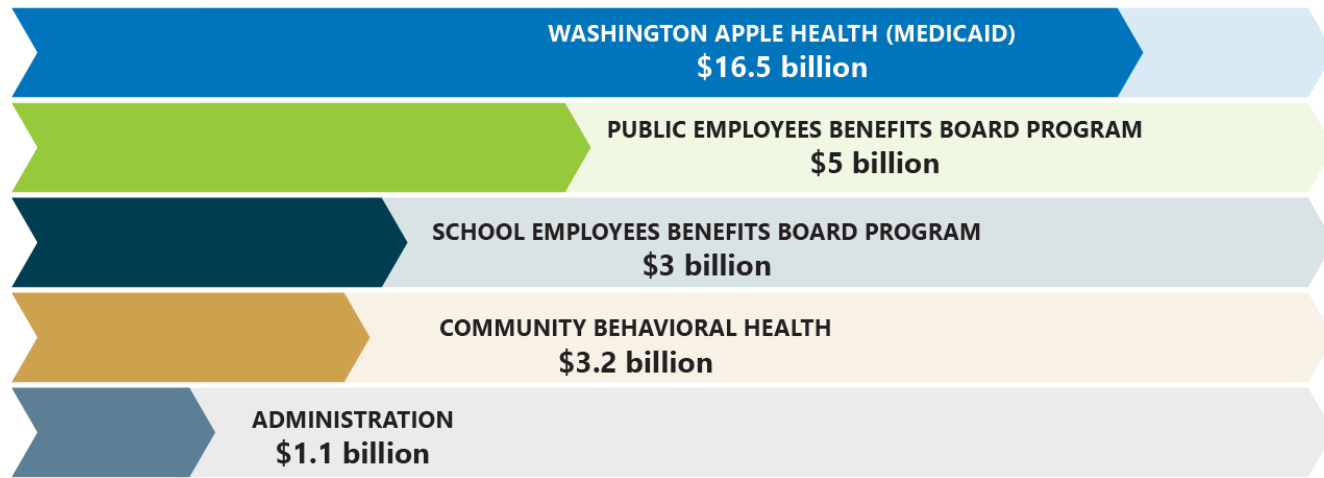 WASHINGTON APPLE HEALTH (MEDICAID)
$16.5 billion
PUBLIC EMPLOYEES BENEFITS BOARD PROGRAM
$5 billion
SCHOOL EMPLOYEES BENEFITS BOARD PROGRAM
$3 billion
COMMUNITY BEHAVIORAL HEALTH
$3.2 billion
ADMINISTRATION
$1.1 billion